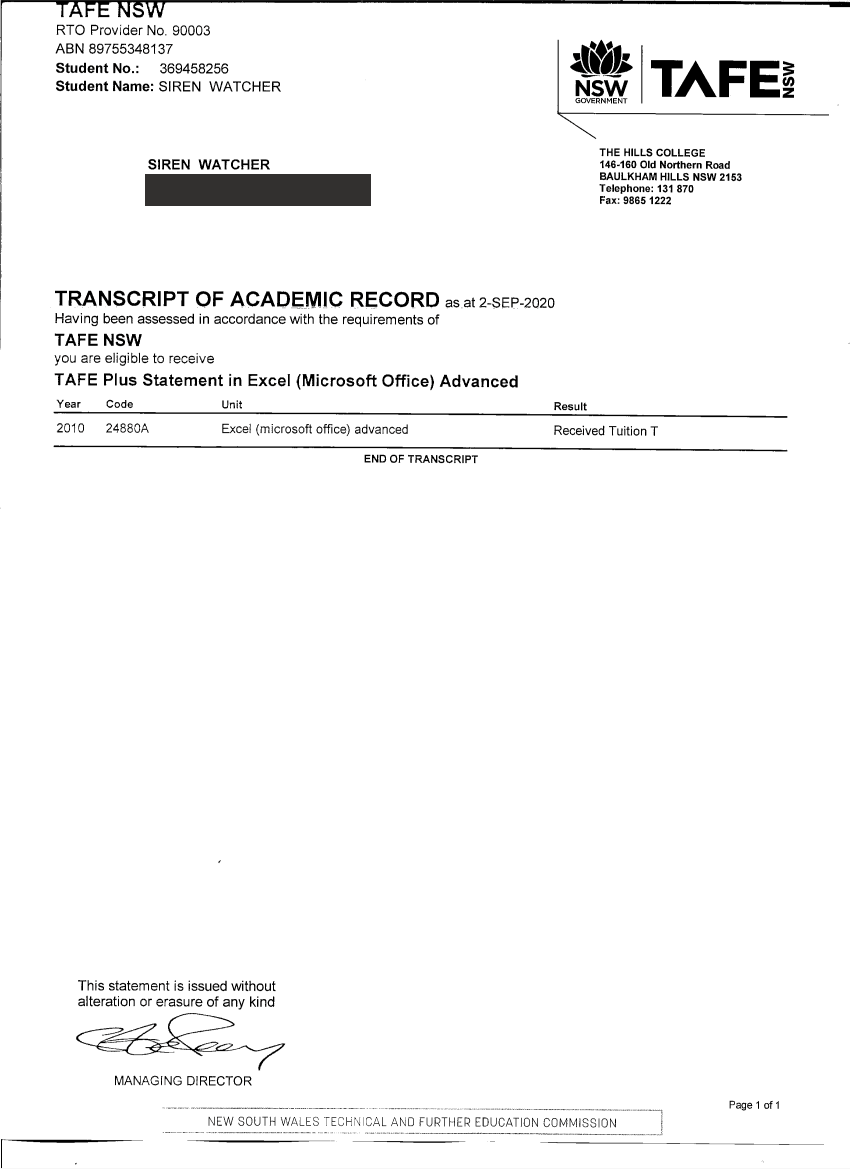 TAFE NSW
RTO Provider No. 90003
ABN 89755348137
Student No.: 369458256
Student Name: SIREN WATCHER
NSW
GOVERNMENT
TAFE NSW
THE HILLS COLLEGE
146-160 Old Northern Road
BAULKHAM HILLS NSW 2153
Telephone: 131 870
Fax: 9865 1222
SIREN WATCHER
TRANSCRIPT OF ACADEMIC RECORD as at 2-SEP-2020
Having been assessed in accordance with the requirements of
TAFE NSW
you are eligible to receive
TAFE Plus Statement in Excel (Microsoft Office) Advanced
Year Code Unit Result
2010 24880A Excel (microsoft office) advanced Received Tuition T
END OF TRANSCRIPT
This statement is issued without
alteration or erasure of any kind
MANAGING DIRECTOR
Page 1 of 1
NEW SOUTH WALES TECHNICAL AND FURTHER EDUCATION COMMISSION